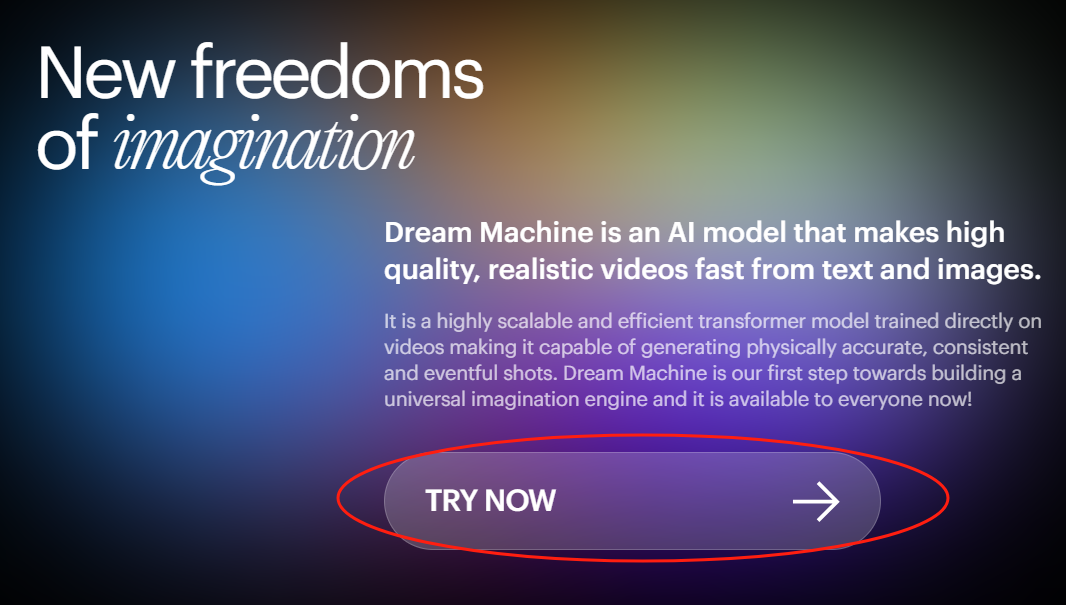 New freedoms
of imagination
Dream Machine is an AI model that makes high
quality, realistic videos fast from text and images.
It is a highly scalable and efficient transformer model trained directly on
videos making it capable of generating physically accurate, consistent
and eventful shots. Dream Machine is our first step towards building a
universal imagination engine and it is available to everyone now!
TRY NOW